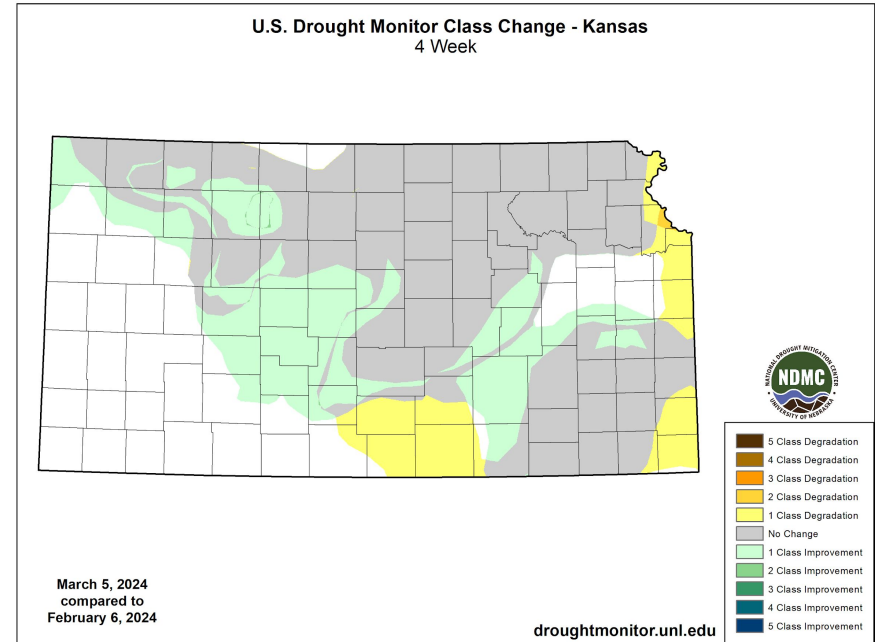 U.S. Drought Monitor Class Change - Kansas
4 Week
NATIONAL DROUGHT MITIGATION CENTER
NDMC
UNIVERSITY OF NEBRASKA
5 Class Degradation
4 Class Degradation
3 Class Degradation
2 Class Degradation
1 Class Degradation
No Change
1 Class Improvement
2 Class Improvement
3 Class Improvement
4 Class Improvement
5 Class Improvement
March 5, 2024
compared to
February 6, 2024
droughtmonitor.unl.edu